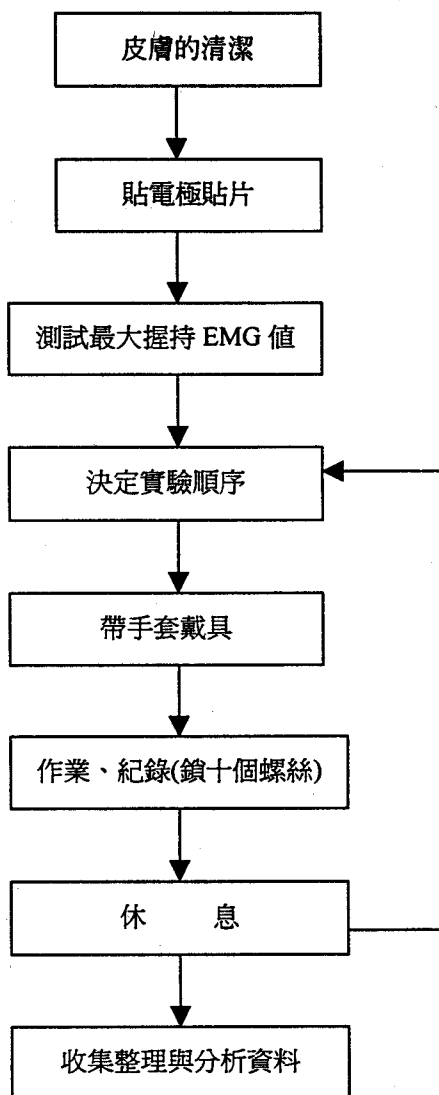 皮膚的清潔
貼電極貼片
測試最大握持 EMG 值
決定實驗順序
帶手套戴具
作業、紀錄(鎖十個螺絲)
休 息
收集整理與分析資料